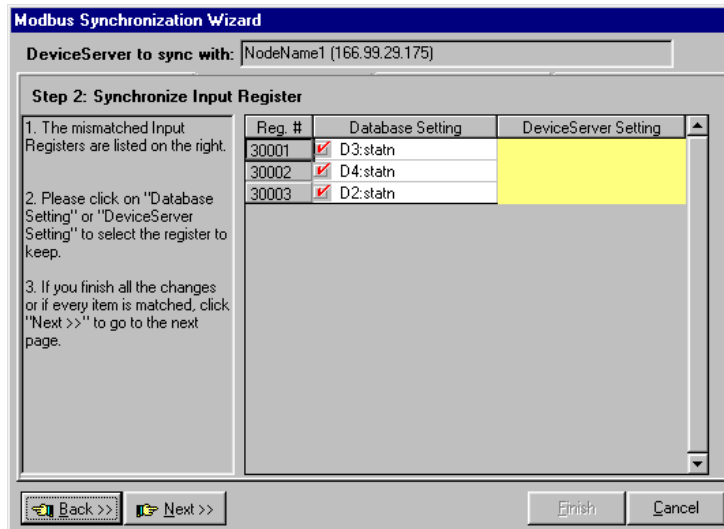 Modbus Synchronization Wizard
DeviceServer to sync with: NodeName1 (166.99.29.175)
Step 2: Synchronize Input Register
1. The mismatched Input
Registers are listed on the right.
2. Please click on "Database
Setting" or "DeviceServer
Setting" to select the register to
keep.
3. If you finish all the changes
or if every item is matched, click
"Next >>" to go to the next
page.
Reg. # Database Setting DeviceServer Setting
30001 D3:statn
30002 D4:statn
30003 D2:statn
Back >> Next >> Finish Cancel